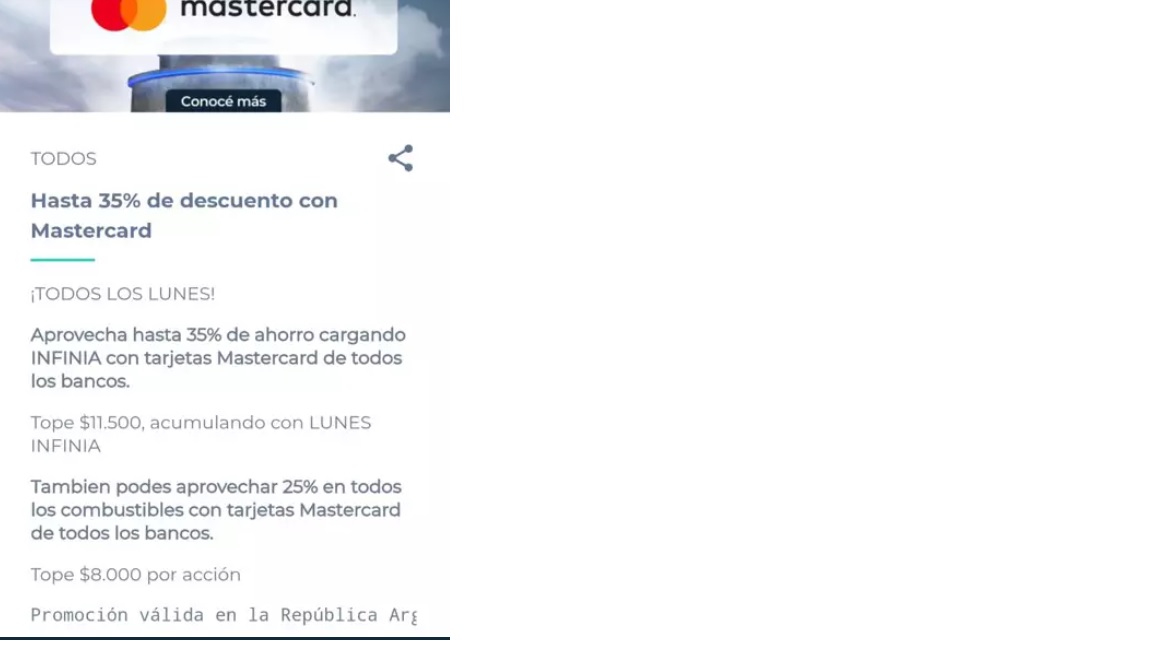 mastercard.
Conocé más
TODOS
Hasta 35% de descuento con
Mastercard
¡TODOS LOS LUNES!
Aprovecha hasta 35% de ahorro cargando
INFINIA con tarjetas Mastercard de todos
los bancos.
Tope $11.500, acumulando con LUNES
INFINIA
Tambien podes aprovechar 25% en todos
los combustibles con tarjetas Mastercard
de todos los bancos.
Tope $8.000 por acción
Promoción válida en la República